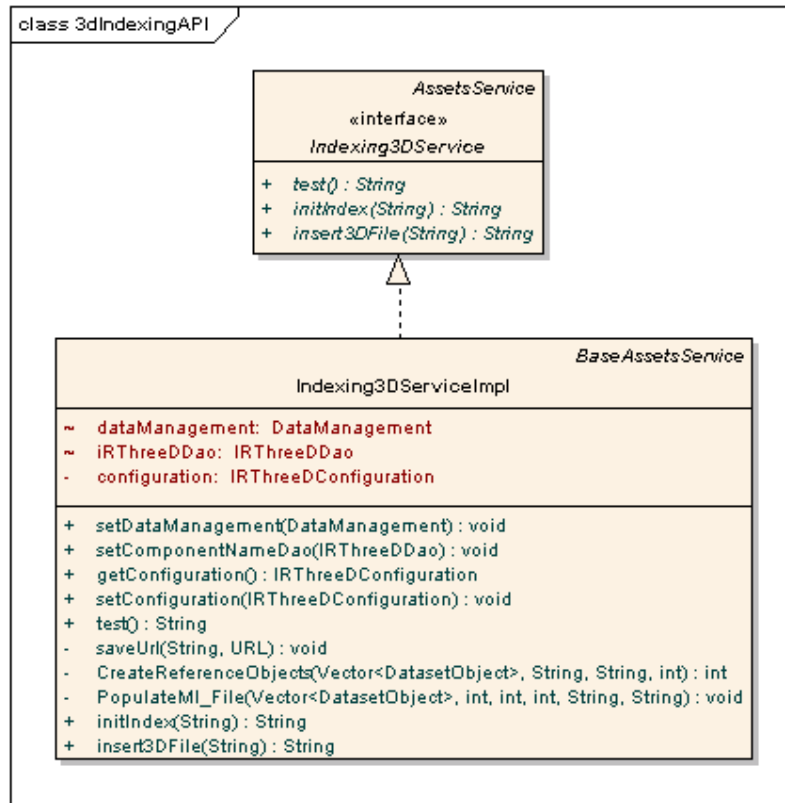 class 3dIndexingAPI
AssetsService
«interface»
Indexing3DService
+ test() : String
+ initIndex(String) : String
+ insert3DFile(String) : String
BaseAssetsService
Indexing3DServiceImpl
~ dataManagement: DataManagement
~ iRThreeDDao: IRThreeDDao
- configuration: IRThreeDConfiguration
+ setDataManagement(DataManagement) : void
+ setComponentNameDao(IRThreeDDao) : void
+ getConfiguration() : IRThreeDConfiguration
+ setConfiguration(IRThreeDConfiguration) : void
+ test() : String
- saveUrl(String, URL) : void
- CreateReferenceObjects(Vector<DatasetObject>, String, String, int) : int
- PopulateMI_File(Vector<DatasetObject>, int, int, int, String, String) : void
+ initIndex(String) : String
+ insert3DFile(String) : String